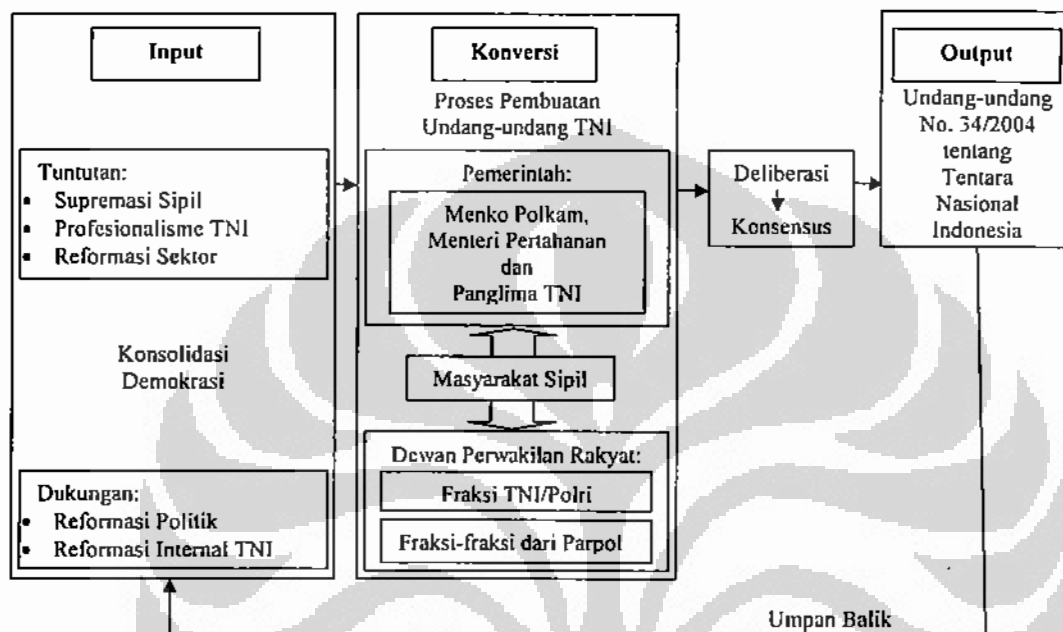 Input
Tuntutan:
• Supremasi Sipil
• Profesionalisme TNI
• Reformasi Sektor
Konsolidasi
Demokrasi
Dukungan:
• Reformasi Politik
• Reformasi Internal TNI
Konversi
Proses Pembuatan
Undang-undang TNI
Pemerintah:
Menko Polkam,
Menteri Pertahanan
dan
Panglima TNI
Masyarakat Sipil
Dewan Perwakilan Rakyat:
Fraksi TNI/Polri
Fraksi-fraksi dari Parpol
Deliberasi
Konsensus
Output
Undang-undang
No. 34/2004
tentang
Tentara
Nasional
Indonesia
Umpan Balik